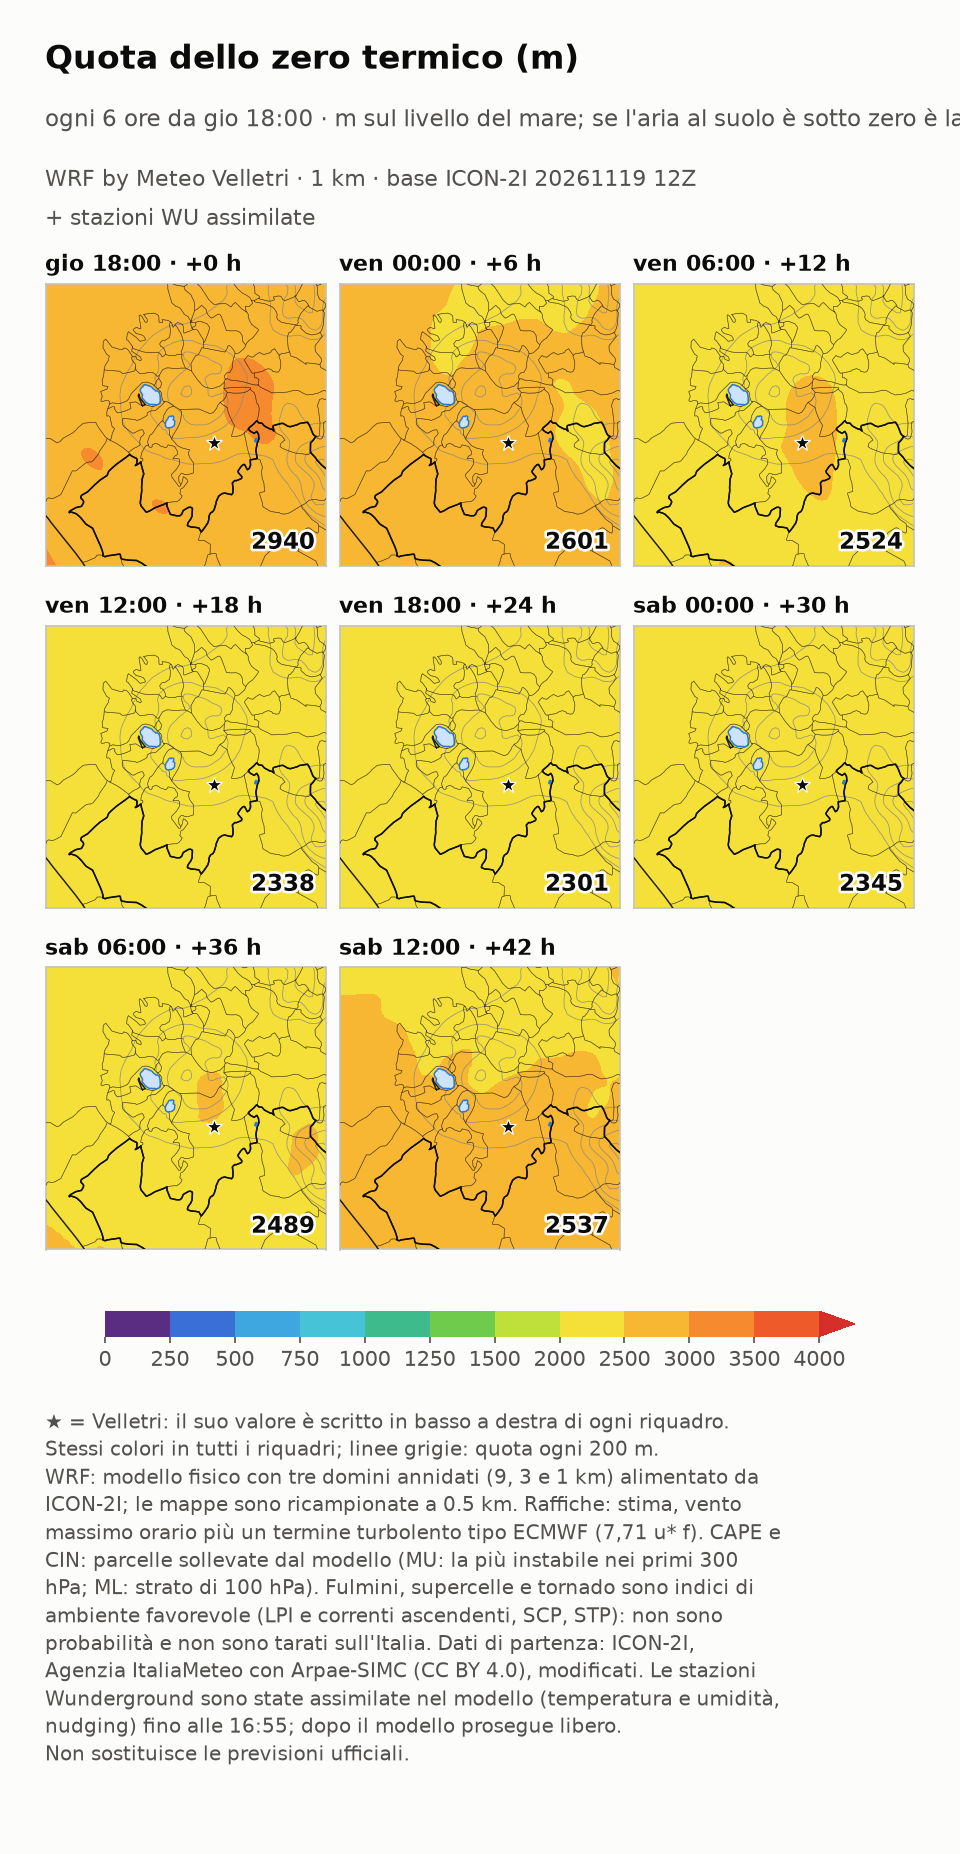 Quota dello zero termico (m)
ogni 6 ore da gio 18:00 · m sul livello del mare; se l'aria al suolo è sotto zero è la
WRF by Meteo Velletri · 1 km · base ICON-2I 20261119 12Z
+ stazioni WU assimilate
gio 18:00 · +0 h
ven 00:00 · +6 h
ven 06:00 · +12 h
2940
2601
2524
ven 12:00 · +18 h
ven 18:00 · +24 h
sab 00:00 · +30 h
2338
2301
2345
sab 06:00 · +36 h
sab 12:00 · +42 h
2489
2537
0 250 500 750 1000 1250 1500 2000 2500 3000 3500 4000
★ = Velletri: il suo valore è scritto in basso a destra di ogni riquadro.
Stessi colori in tutti i riquadri; linee grigie: quota ogni 200 m.
WRF: modello fisico con tre domini annidati (9, 3 e 1 km) alimentato da
ICON-2I; le mappe sono ricampionate a 0.5 km. Raffiche: stima, vento
massimo orario più un termine turbolento tipo ECMWF (7,71 u* f). CAPE e
CIN: parcelle sollevate dal modello (MU: la più instabile nei primi 300
hPa; ML: strato di 100 hPa). Fulmini, supercelle e tornado sono indici di
ambiente favorevole (LPI e correnti ascendenti, SCP, STP): non sono
probabilità e non sono tarati sull'Italia. Dati di partenza: ICON-2I,
Agenzia ItaliaMeteo con Arpae-SIMC (CC BY 4.0), modificati. Le stazioni
Wunderground sono state assimilate nel modello (temperatura e umidità,
nudging) fino alle 16:55; dopo il modello prosegue libero.
Non sostituisce le previsioni ufficiali.